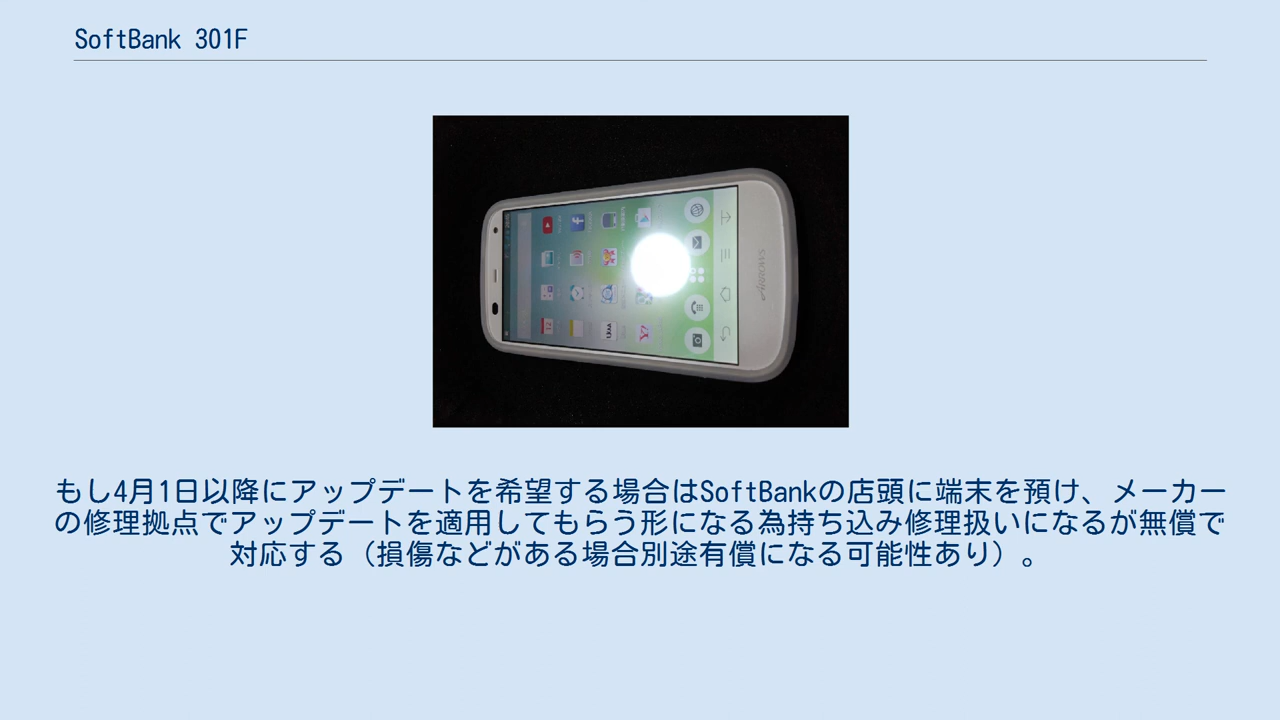 SoftBank 301F
ARROWS
もし4月1日以降にアップデートを希望する場合はSoftBankの店頭に端末を預け、メーカー
の修理拠点でアップデートを適用してもらう形になる為持ち込み修理扱いになるが無償で
対応する（損傷などがある場合別途有償になる可能性あり）。